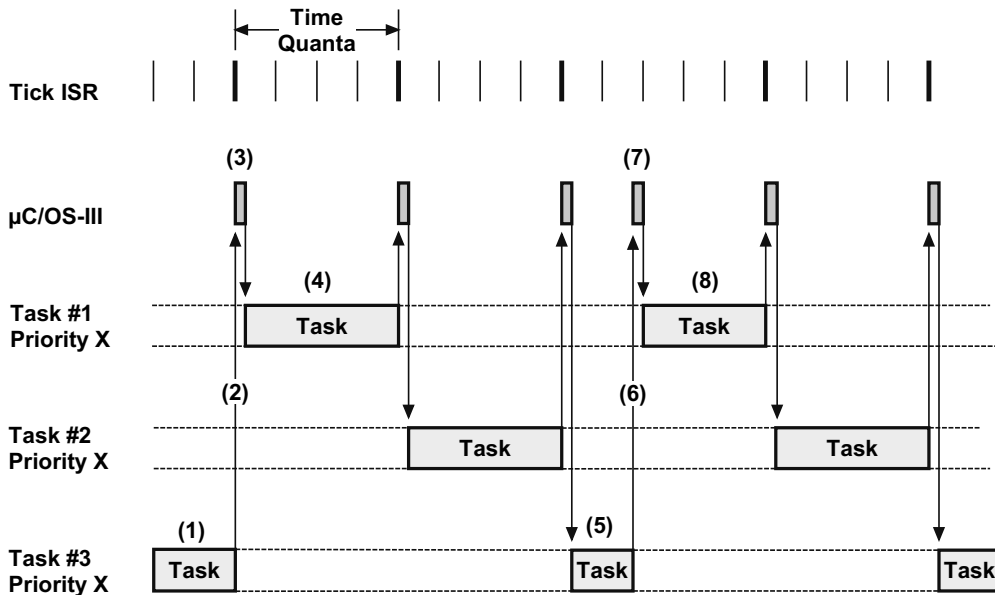 Time
Quanta
Tick ISR
(3)
(7)
µC/OS-III
(4)
(8)
Task #1
Priority X
Task
Task
(2)
(6)
Task #2
Priority X
Task
Task
(1)
(5)
Task #3
Priority X
Task
Task
Task